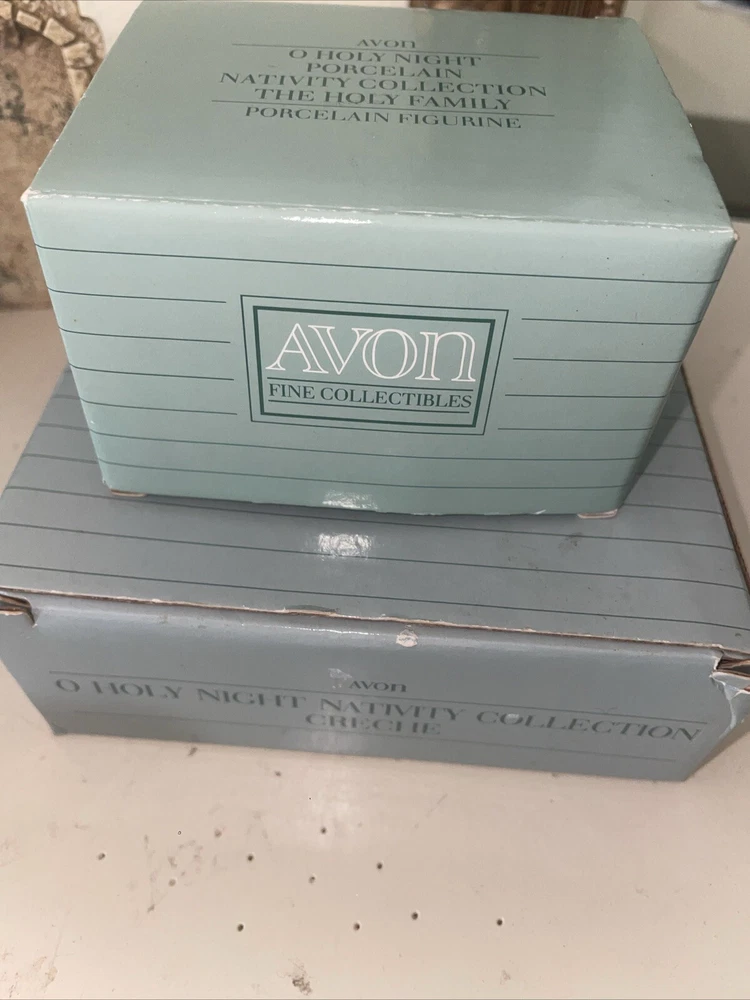 AVON
O HOLY NIGHT
PORCELAIN
NATIVITY COLLECTION
THE HOLY FAMILY
PORCELAIN FIGURINE
AVON
FINE COLLECTIBLES
AVON
O HOLY NIGHT NATIVITY COLLECTION
CRECHE